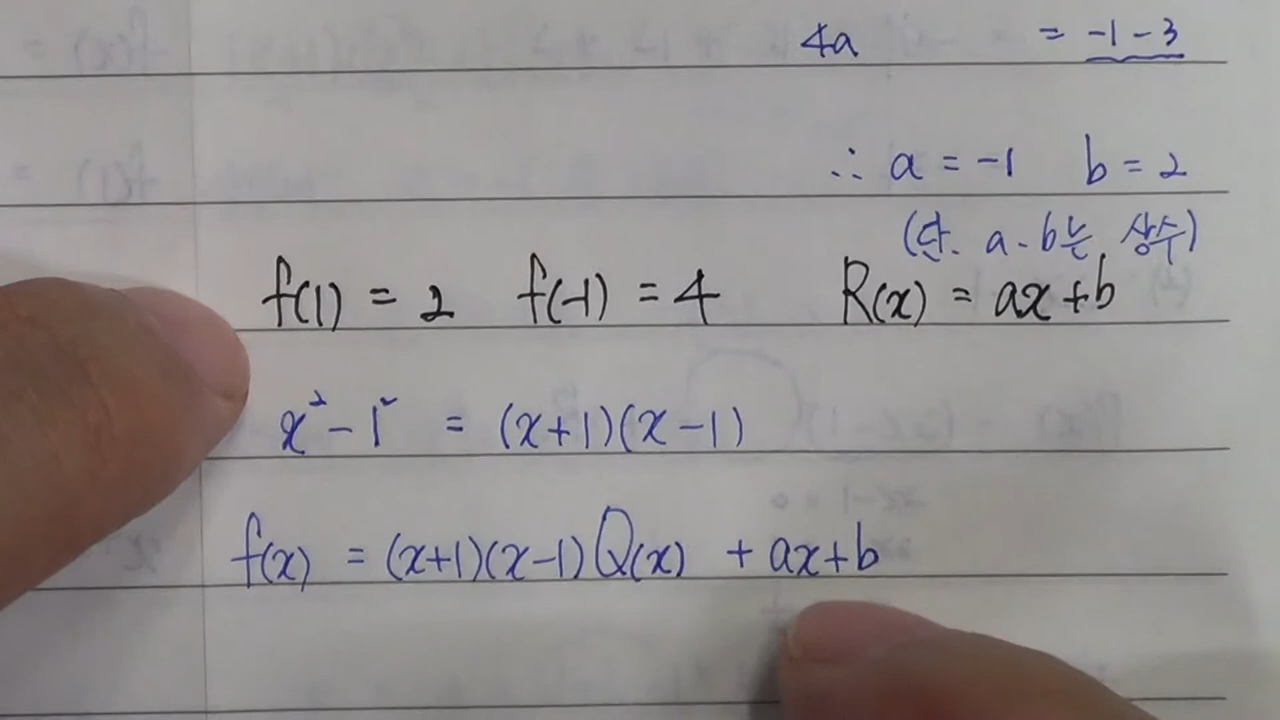 4a = -1 - 3
∴ a = -1 b = 2
(단. a. b는 상수)
f(1) = 2 f(-1) = 4 R(x) = ax + b
x² - 1² = (x+1)(x-1)
f(x) = (x+1)(x-1)Q(x) + ax+b